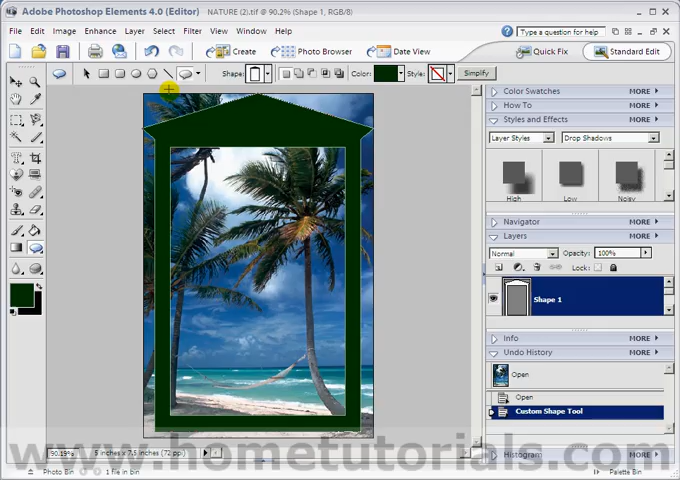 Adobe Photoshop Elements 4.0 (Editor)
NATURE (2).tif @ 90.2% (Shape 1, RGB/8)
File Edit Image Enhance Layer Select Filter View Window Help
Type a question for help
Create
Photo Browser
Date View
Quick Fix
Standard Edit
Shape:
Color:
Style:
Simplify
Color Swatches MORE
How To MORE
Styles and Effects MORE
Layer Styles
Drop Shadows
High
Low
Noisy
Navigator MORE
Layers MORE
Normal
Opacity: 100%
Lock:
Shape 1
Info MORE
Undo History MORE
Open
Open
Custom Shape Tool
www.hometutorials.com
90.19%
5 inches x 7.5 inches (72 ppi)
Histogram MORE
Photo Bin
1 file in bin
Palette Bin